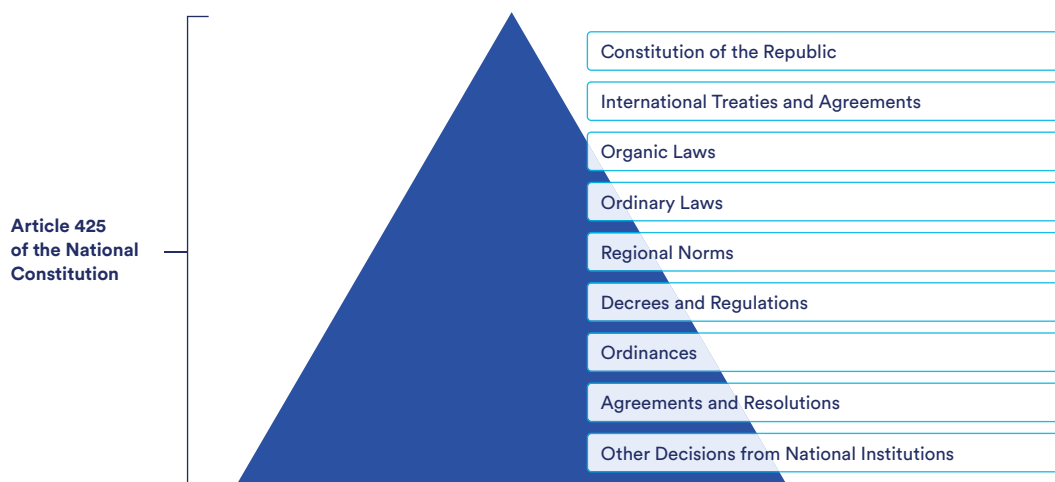 Article 425
of the National
Constitution
Constitution of the Republic
International Treaties and Agreements
Organic Laws
Ordinary Laws
Regional Norms
Decrees and Regulations
Ordinances
Agreements and Resolutions
Other Decisions from National Institutions